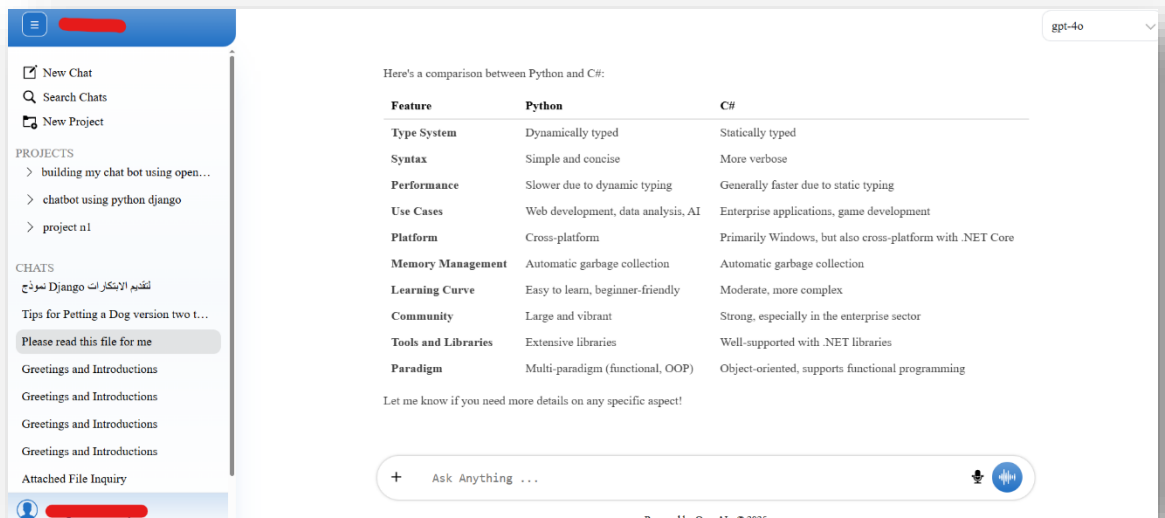 gpt-4o
New Chat
Search Chats
New Project
PROJECTS
building my chat bot using open...
chatbot using python django
project n1
CHATS
نموذج Django لتقديم الابتكارات
Tips for Petting a Dog version two t...
Please read this file for me
Greetings and Introductions
Greetings and Introductions
Greetings and Introductions
Greetings and Introductions
Attached File Inquiry
Here's a comparison between Python and C#:
Feature Python C#
Type System Dynamically typed Statically typed
Syntax Simple and concise More verbose
Performance Slower due to dynamic typing Generally faster due to static typing
Use Cases Web development, data analysis, AI Enterprise applications, game development
Platform Cross-platform Primarily Windows, but also cross-platform with .NET Core
Memory Management Automatic garbage collection Automatic garbage collection
Learning Curve Easy to learn, beginner-friendly Moderate, more complex
Community Large and vibrant Strong, especially in the enterprise sector
Tools and Libraries Extensive libraries Well-supported with .NET libraries
Paradigm Multi-paradigm (functional, OOP) Object-oriented, supports functional programming
Let me know if you need more details on any specific aspect!
Ask Anything ...